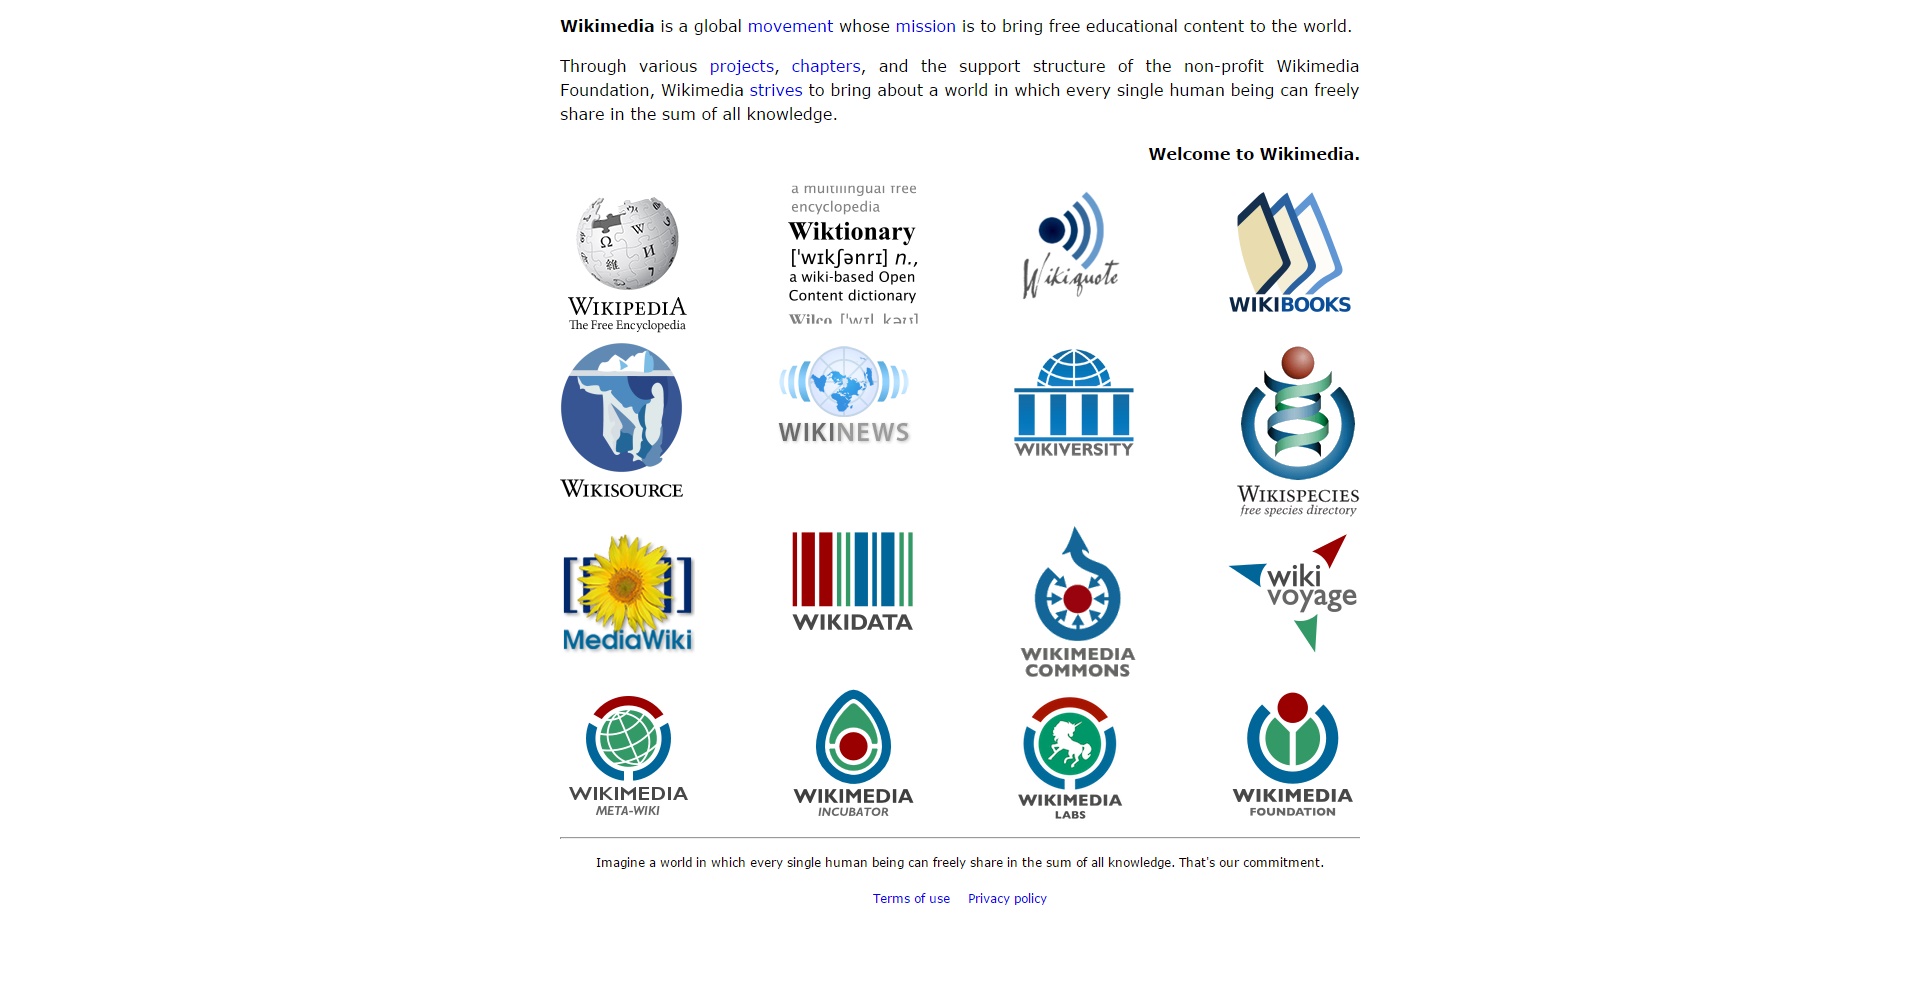 Wikimedia is a global movement whose mission is to bring free educational content to the world.
Through various projects, chapters, and the support structure of the non-profit Wikimedia
Foundation, Wikimedia strives to bring about a world in which every single human being can freely
share in the sum of all knowledge.
Welcome to Wikimedia.
Ω W И 維
WIKIPEDIA
The Free Encyclopedia
a multilingual free
encyclopedia
Wiktionary
['wɪkʃənrɪ] n.,
a wiki-based Open
Content dictionary
Wilco ['wɪl kəʊ]
Wikiquote
WIKIBOOKS
WIKISOURCE
WIKINEWS
WIKIVERSITY
WIKISPECIES
free species directory
[[ ]]
MediaWiki
WIKIDATA
WIKIMEDIA
COMMONS
wiki
voyage
WIKIMEDIA
META-WIKI
WIKIMEDIA
INCUBATOR
WIKIMEDIA
LABS
WIKIMEDIA
FOUNDATION
Imagine a world in which every single human being can freely share in the sum of all knowledge. That's our commitment.
Terms of use Privacy policy